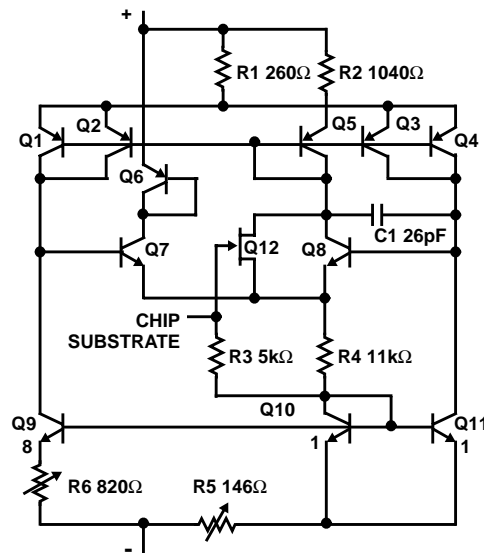 +
R1 260Ω
R2 1040Ω
Q1
Q2
Q5
Q3
Q4
Q6
Q7
Q12
Q8
C1 26pF
CHIP
SUBSTRATE
R3 5kΩ
R4 11kΩ
Q9
Q10
Q11
8
1
1
R6 820Ω
R5 146Ω
-